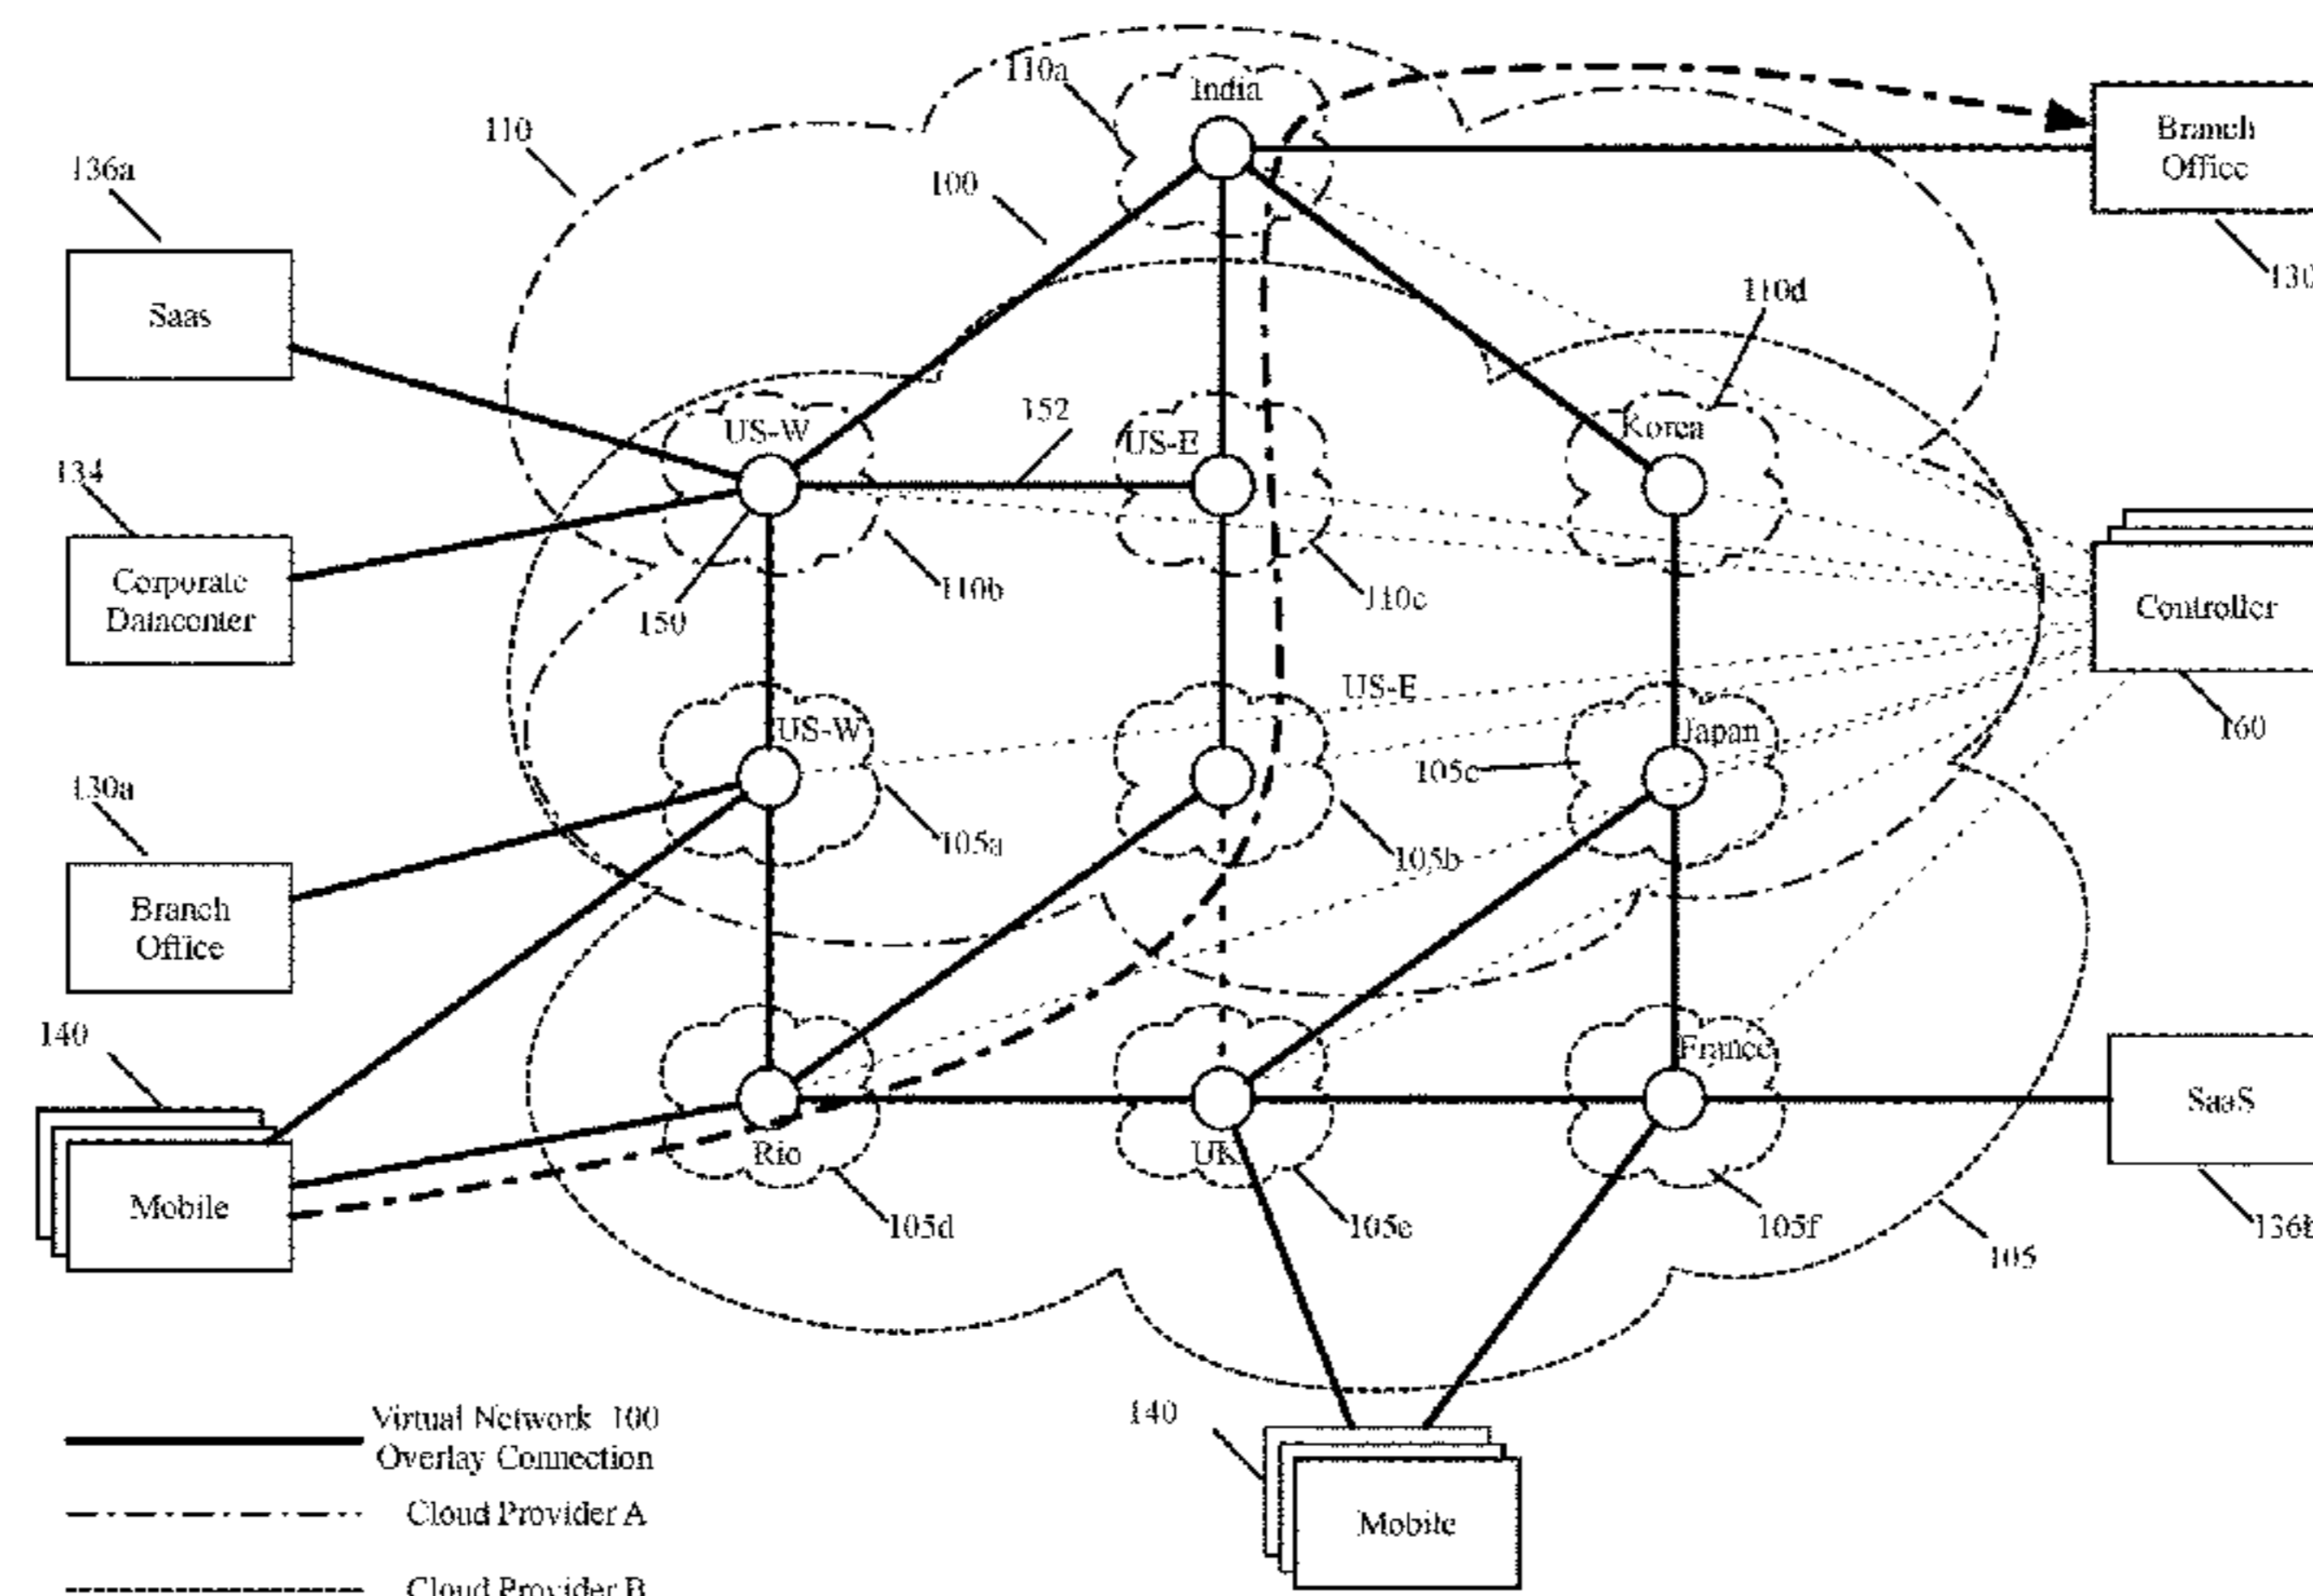 110a
India
Branch
Office
130
110
136a
100
Saas
110d
152
US-W
US-E
Korea
134
Corporate
Datacenter
150
110b
110c
Controller
160
US-E
US-W
Japan
105c
130a
105a
105b
Branch
Office
140
France
SaaS
Mobile
Rio
UK
105d
105e
105f
105
136b
Virtual Network 100
Overlay Connection
140
Cloud Provider A
Mobile
Cloud Provider B